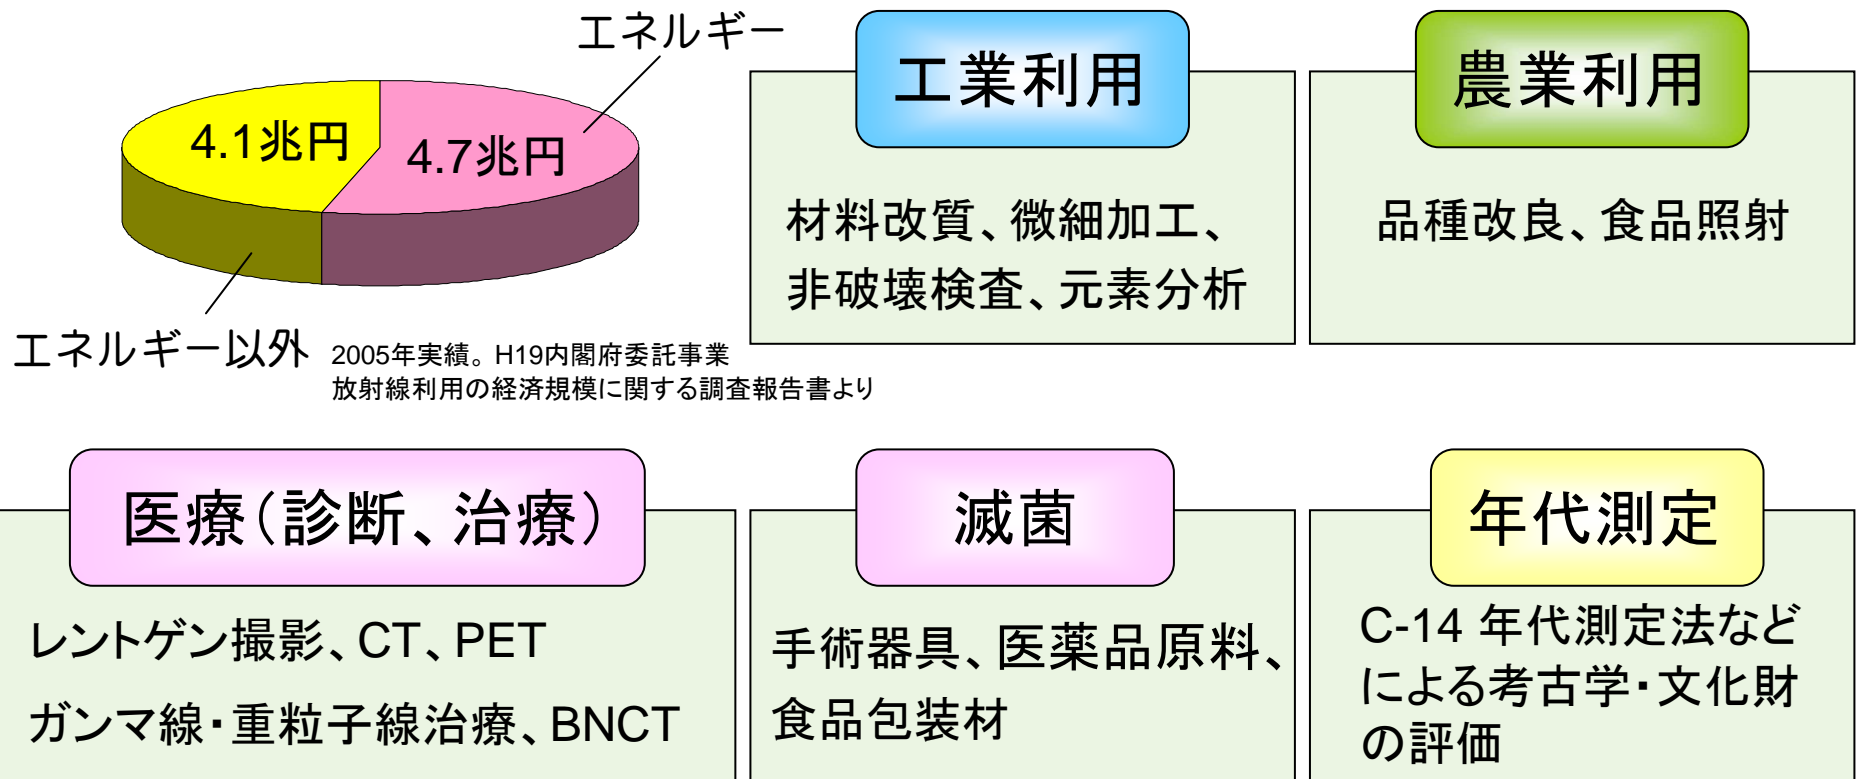 エネルギー
4.1兆円
4.7兆円
エネルギー以外
2005年実績。H19内閣府委託事業
放射線利用の経済規模に関する調査報告書より
工業利用
材料改質、微細加工、
非破壊検査、元素分析
農業利用
品種改良、食品照射
医療（診断、治療）
レントゲン撮影、CT、PET
ガンマ線・重粒子線治療、BNCT
滅菌
手術器具、医薬品原料、
食品包装材
年代測定
C-14 年代測定法など
による考古学・文化財
の評価